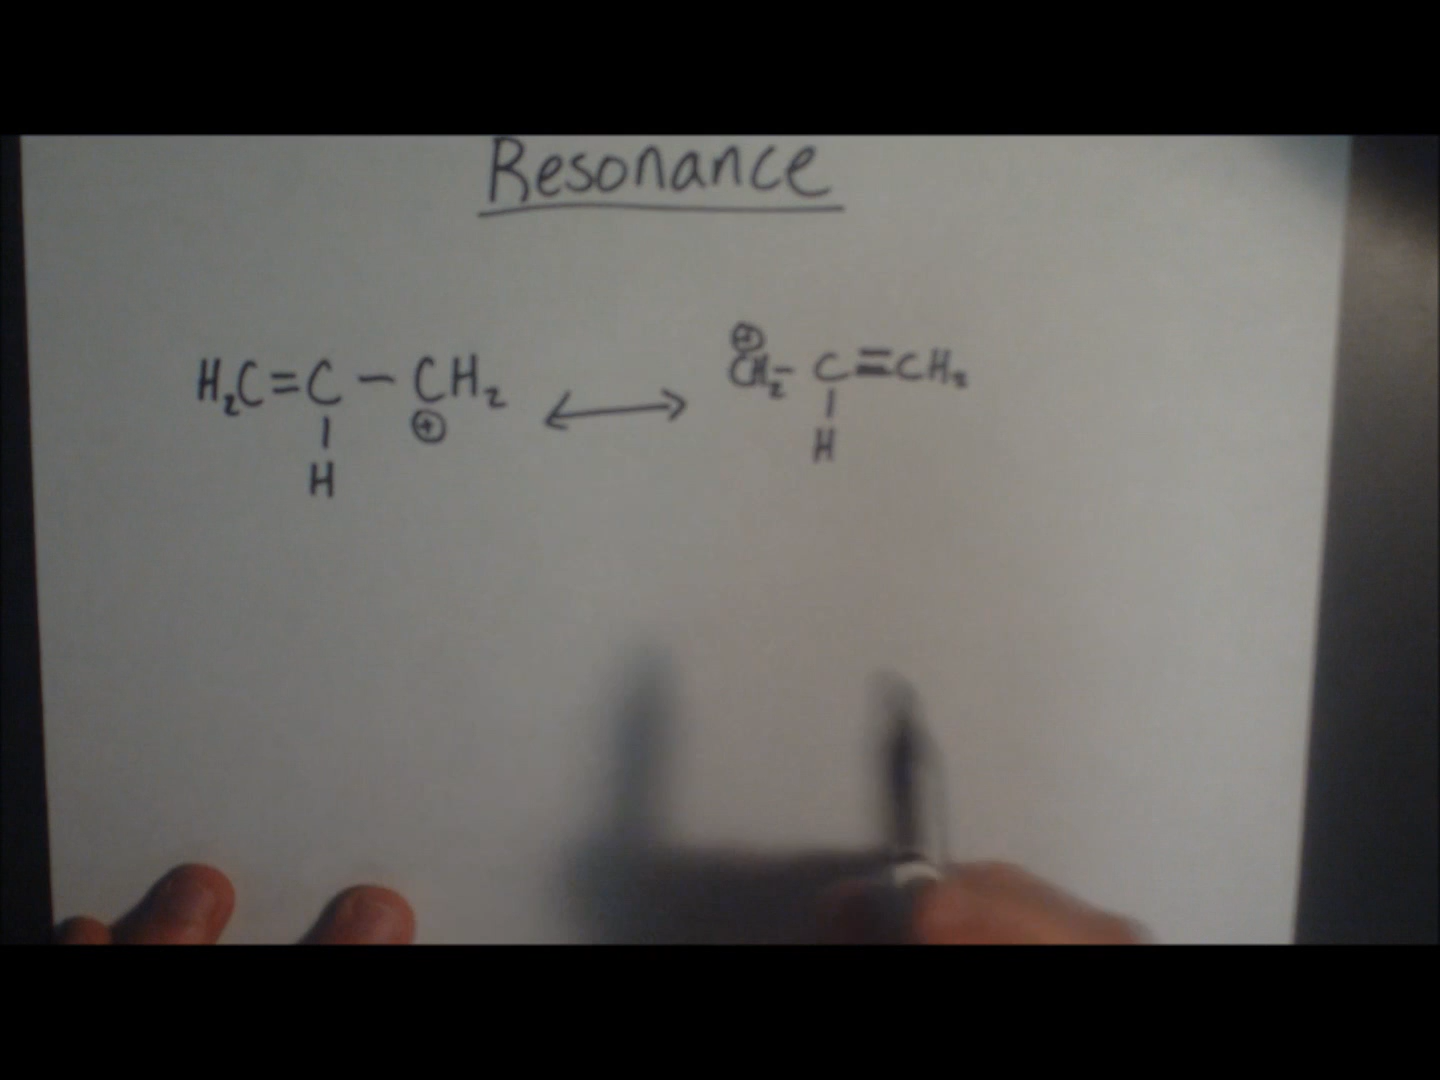 Resonance
H₂C=C–CH₂ ⟷ CH₂–C=CH₂
⊕ ⊕
H H